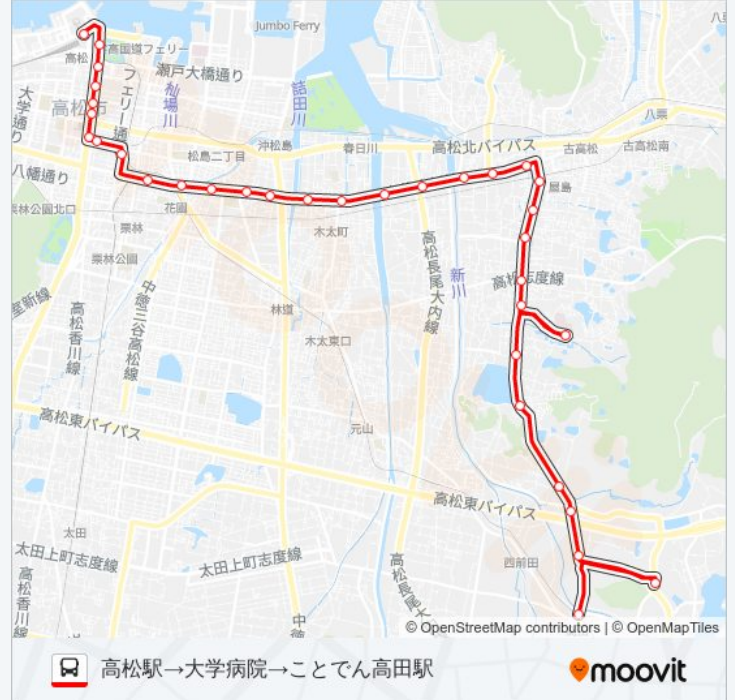 Jumbo Ferry
八
高国道フェリー
高松
瀬戸大橋通り
大学通り
フェリー通
杣場川
詰田川
高松市
八栗
松島二丁目
沖松島
春日川
高松北バイパス
古高松
古高松南
八幡通り
屋島
栗林公園北口
花園
栗林
木太町
栗林公園
高松長尾大内線
新川
高松志度線
室新線
中徳三谷高松線
高松香川線
林道
木太東口
高松東バイパス
元山
高松東バイパス
太田
太田上町志度線
太田上町志度線
西前田
高松香川線
高松長尾大
中徳
© OpenStreetMap contributors | © OpenMapTiles
高松駅→大学病院→ことでん高田駅
moovit